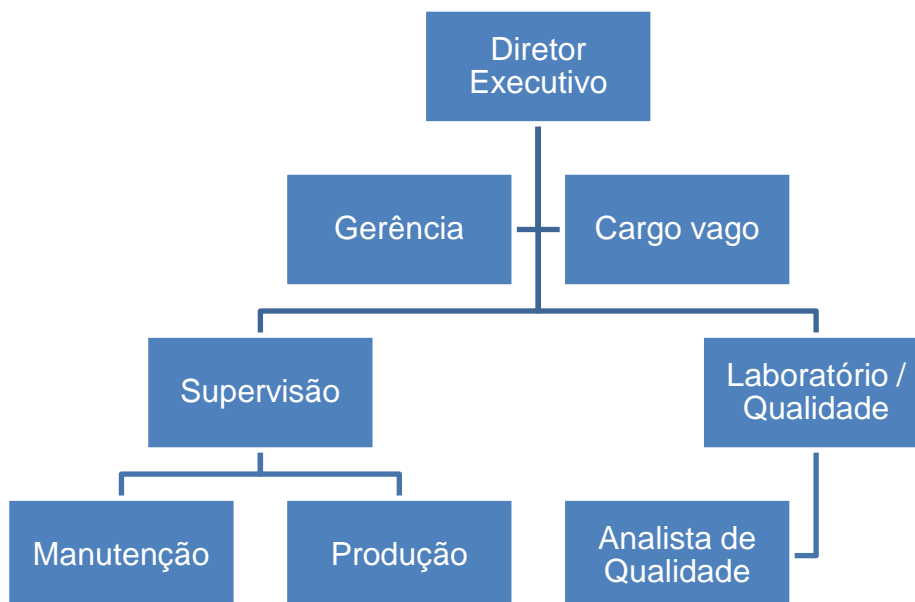 Diretor
Executivo
Gerência
Cargo vago
Supervisão
Laboratório /
Qualidade
Manutenção
Produção
Analista de
Qualidade